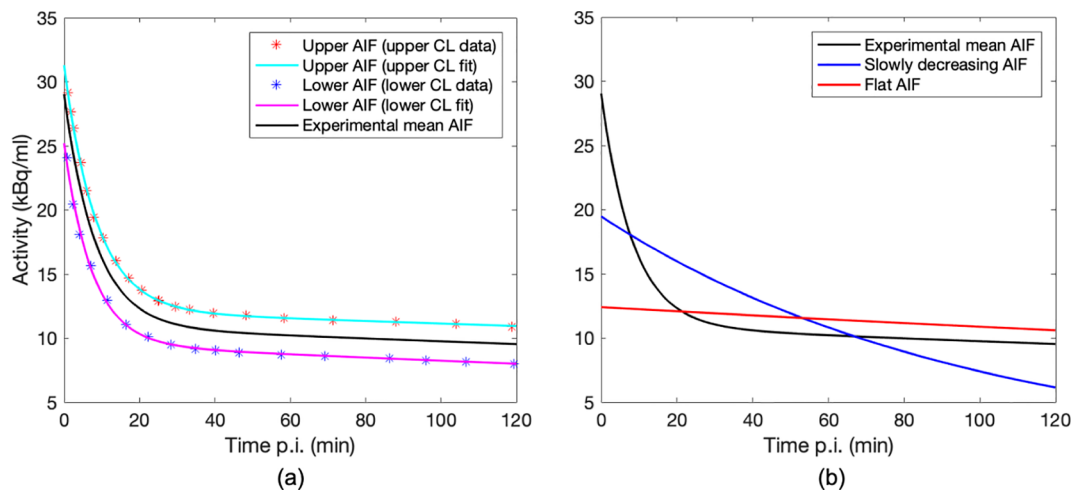 35
30
25
20
15
10
5
Activity (kBq/ml)
0
20
40
60
80
100
120
Time p.i. (min)
Upper AIF (upper CL data)
Upper AIF (upper CL fit)
Lower AIF (lower CL data)
Lower AIF (lower CL fit)
Experimental mean AIF
(a)
35
30
25
20
15
10
5
0
20
40
60
80
100
120
Time p.i. (min)
Experimental mean AIF
Slowly decreasing AIF
Flat AIF
(b)